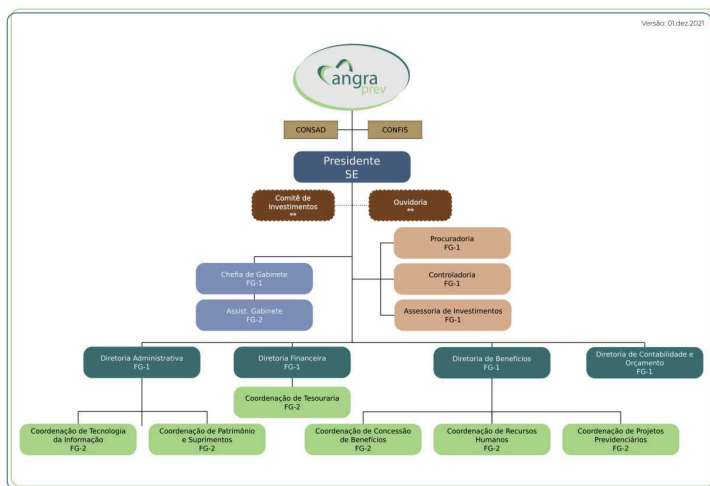 Versão: 01.dez.2021
angra
prev
CONSAD
CONFIS
Presidente
SE
Comitê de
Investimentos
**
Ouvidoria
**
Procuradoria
FG-1
Chefia de Gabinete
FG-1
Controladoria
FG-1
Assist. Gabinete
FG-2
Assessoria de Investimentos
FG-1
Diretoria Administrativa
FG-1
Diretoria Financeira
FG-1
Diretoria de Benefícios
FG-1
Diretoria de Contabilidade e
Orçamento
FG-1
Coordenação de Tesouraria
FG-2
Coordenação de Tecnologia
da Informação
FG-2
Coordenação de Patrimônio
e Suprimentos
FG-2
Coordenação de Concessão
de Benefícios
FG-2
Coordenação de Recursos
Humanos
FG-2
Coordenação de Projetos
Previdenciários
FG-2